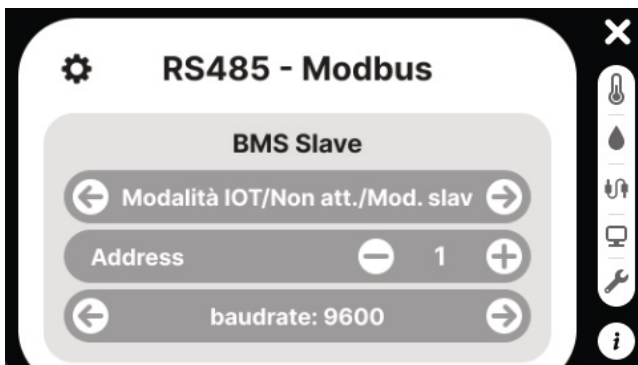 RS485 - Modbus
BMS Slave
Modalità IOT/Non att./Mod. slav
Address 1
baudrate: 9600
i